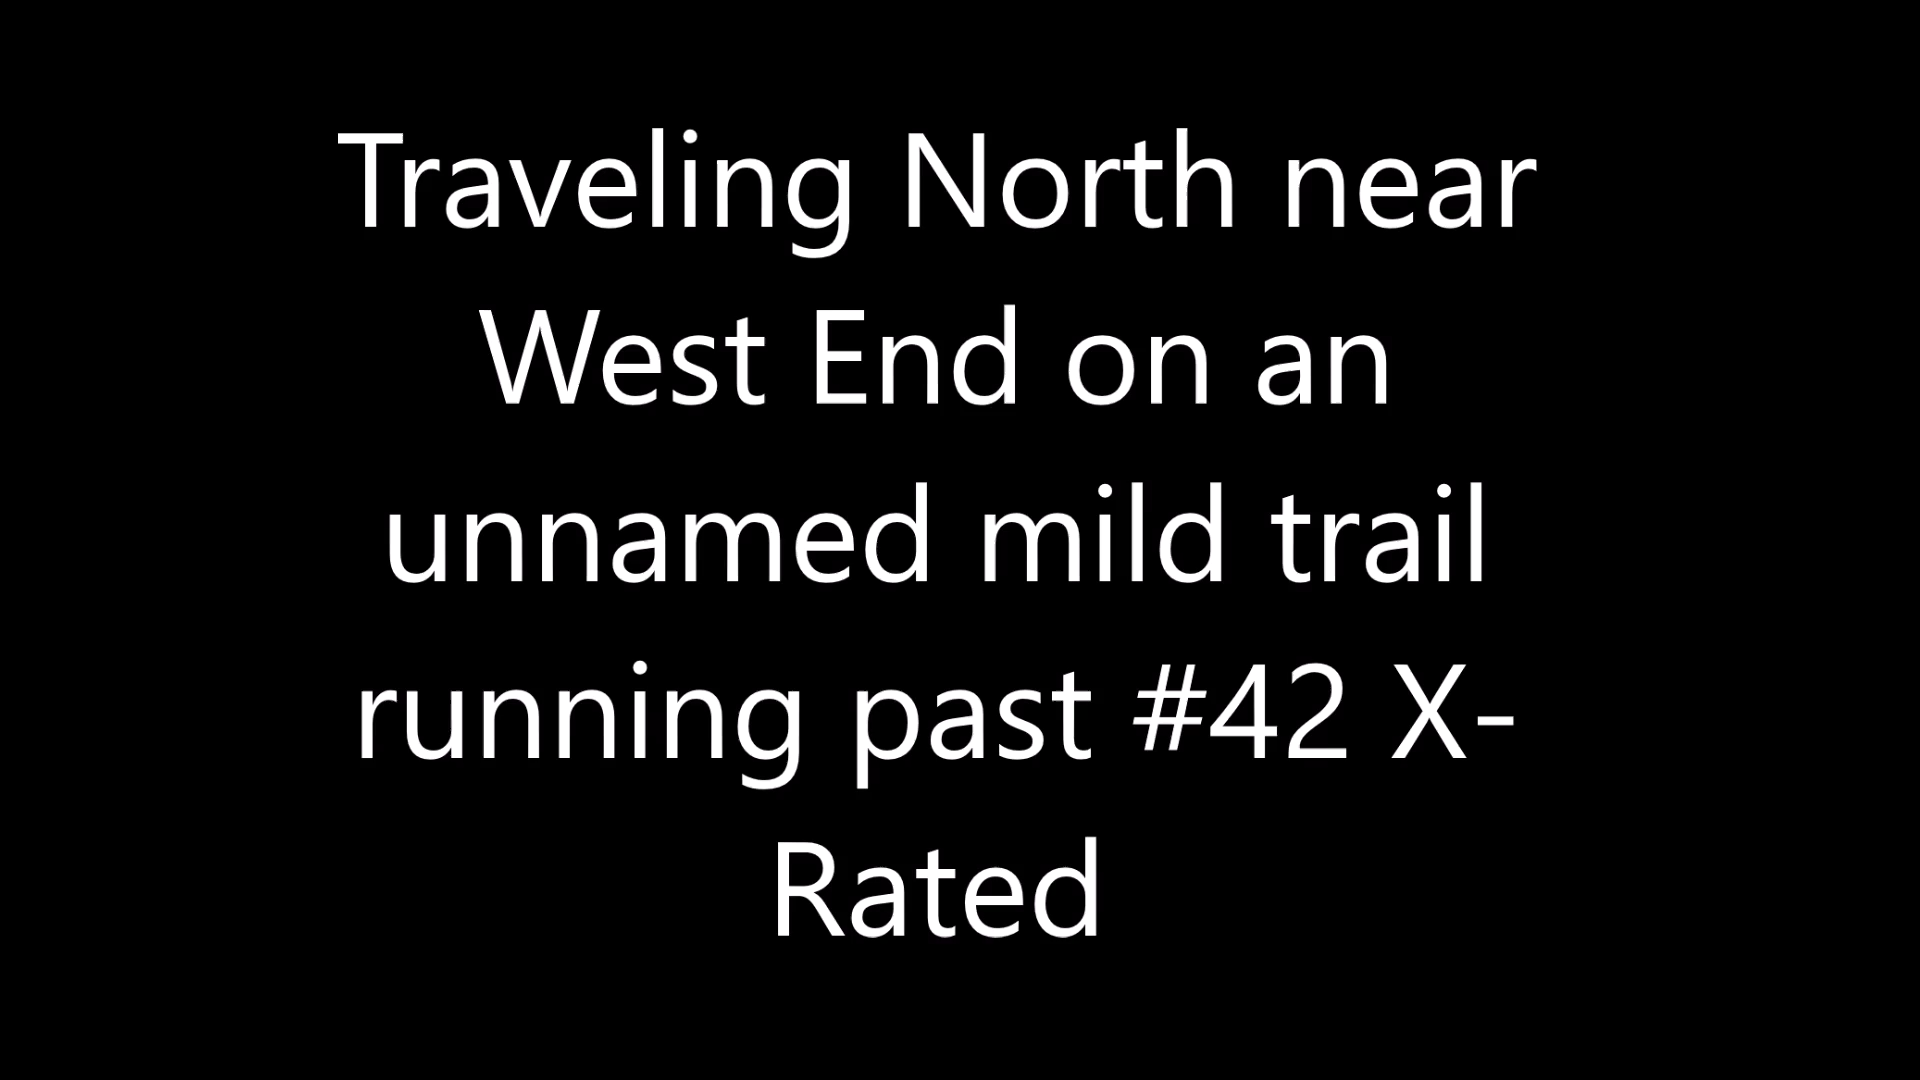 Traveling North near
West End on an
unnamed mild trail
running past #42 X-
Rated